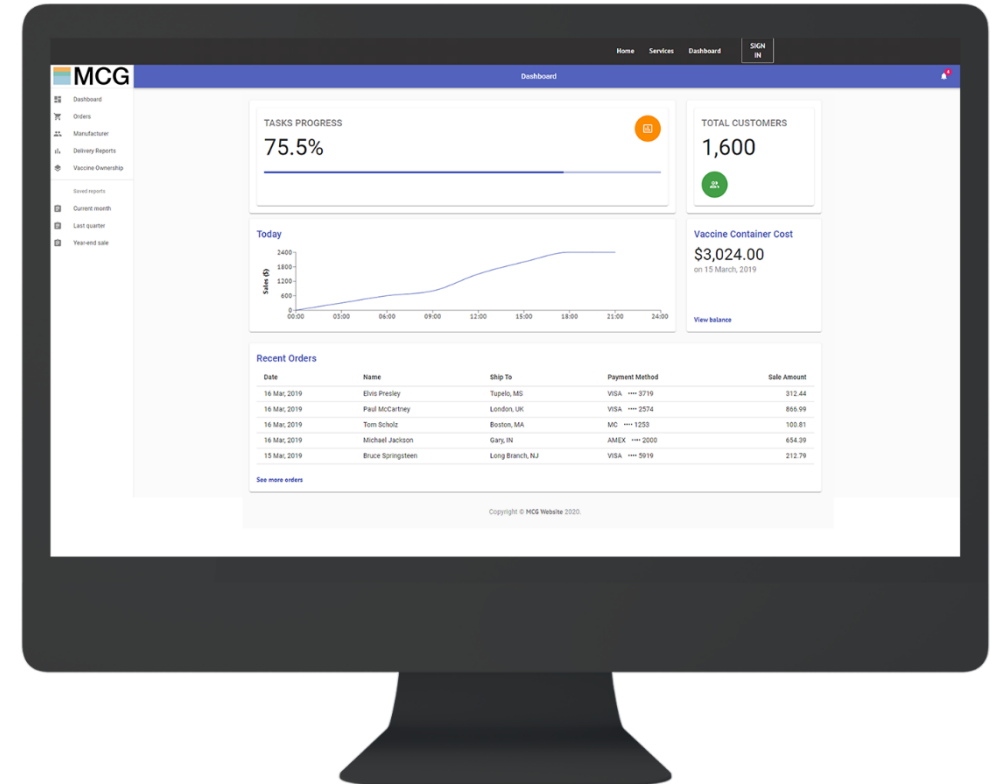 Home Services Dashboard SIGN
IN
MCG
Dashboard
4
Dashboard
Orders
Manufacturer
Delivery Reports
Vaccine Ownership
Saved reports
Current month
Last quarter
Year-end sale
TASKS PROGRESS
75.5%
TOTAL CUSTOMERS
1,600
Today
Sales ($)
2400
1800
1200
600
0
00:00 03:00 06:00 09:00 12:00 15:00 18:00 21:00 24:00
Vaccine Container Cost
$3,024.00
on 15 March, 2019
View balance
Recent Orders
Date Name Ship To Payment Method Sale Amount
16 Mar, 2019 Elvis Presley Tupelo, MS VISA •••• 3719 312.44
16 Mar, 2019 Paul McCartney London, UK VISA •••• 2574 866.99
16 Mar, 2019 Tom Scholz Boston, MA MC •••• 1253 100.81
16 Mar, 2019 Michael Jackson Gary, IN AMEX •••• 2000 654.39
15 Mar, 2019 Bruce Springsteen Long Branch, NJ VISA •••• 5919 212.79
See more orders
Copyright © MCG Website 2020.